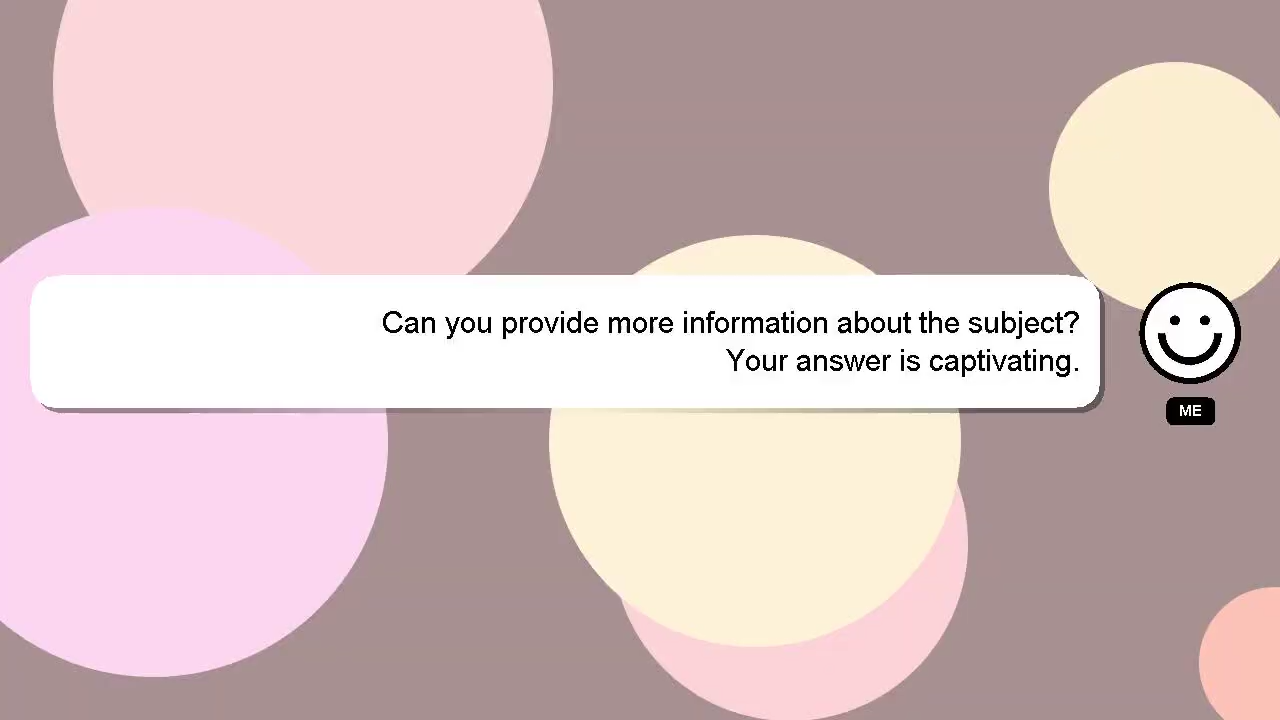 Can you provide more information about the subject?
Your answer is captivating.
ME